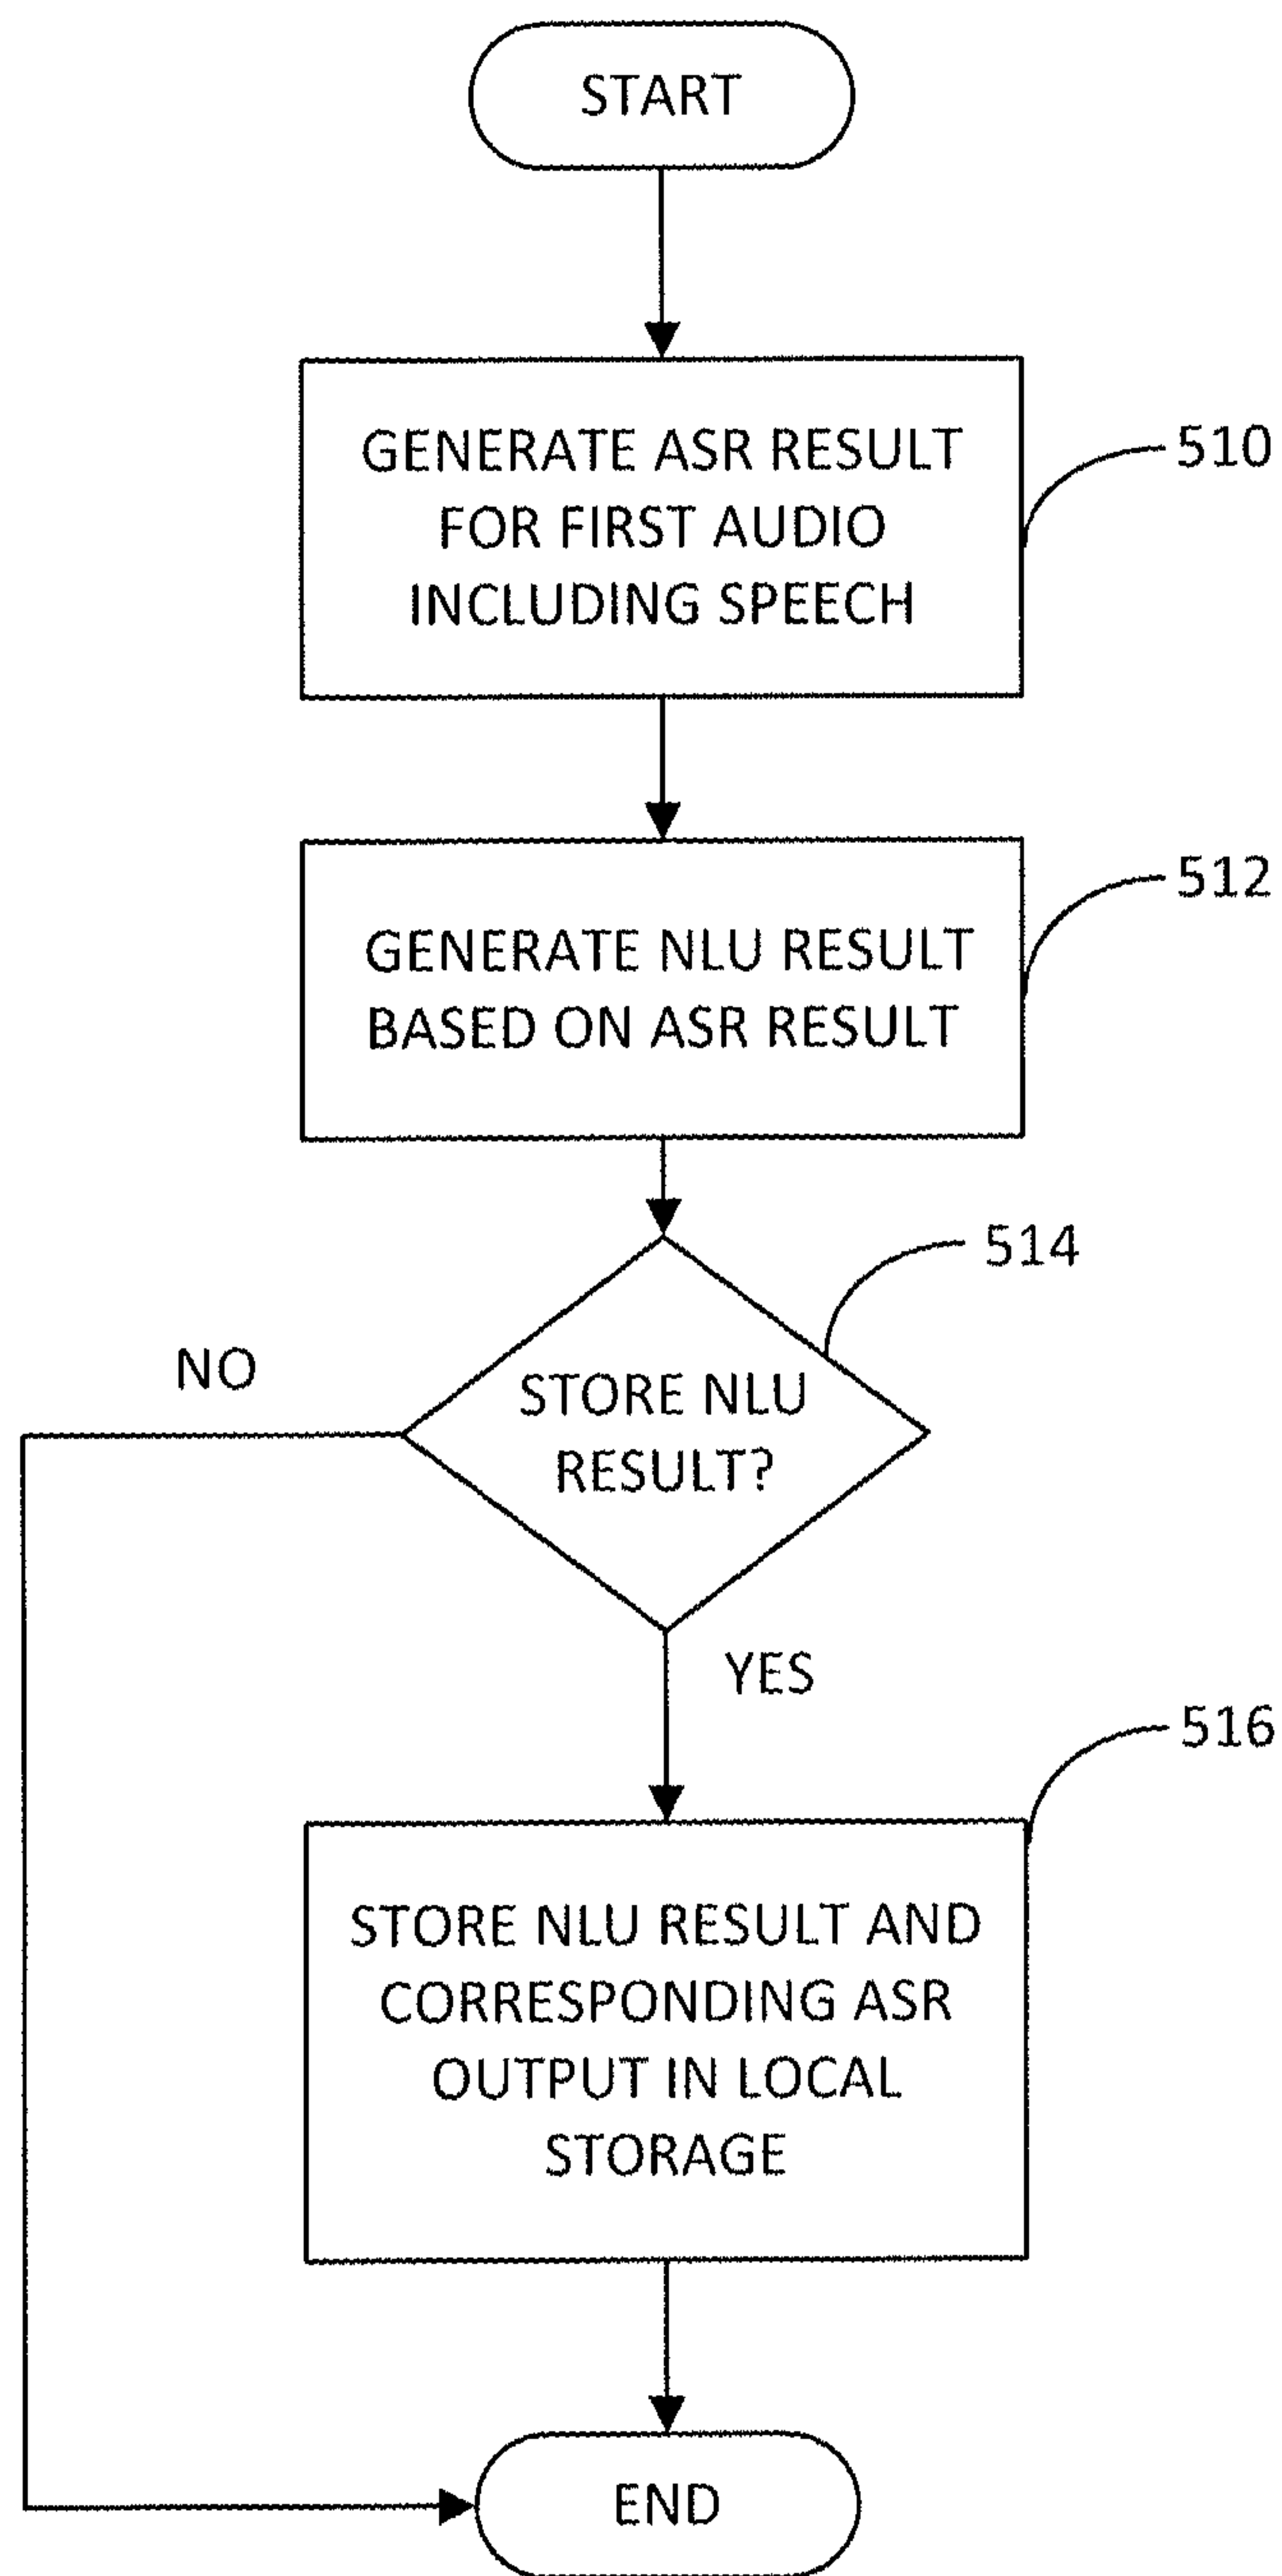 START
GENERATE ASR RESULT
FOR FIRST AUDIO
INCLUDING SPEECH
510
GENERATE NLU RESULT
BASED ON ASR RESULT
512
STORE NLU
RESULT?
514
NO
YES
STORE NLU RESULT AND
CORRESPONDING ASR
OUTPUT IN LOCAL
STORAGE
516
END